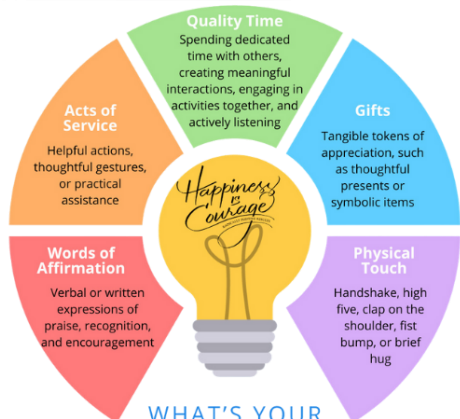 Quality Time
Spending dedicated
time with others,
creating meaningful
interactions, engaging in
activities together, and
actively listening
Acts of
Service
Helpful actions,
thoughtful gestures,
or practical
assistance
Gifts
Tangible tokens of
appreciation, such
as thoughtful
presents or
symbolic items
Happiness
is
Courage
Words of
Affirmation
Verbal or written
expressions of
praise, recognition,
and encouragement
Physical
Touch
Handshake, high
five, clap on the
shoulder, fist
bump, or brief
hug
WHAT'S YOUR